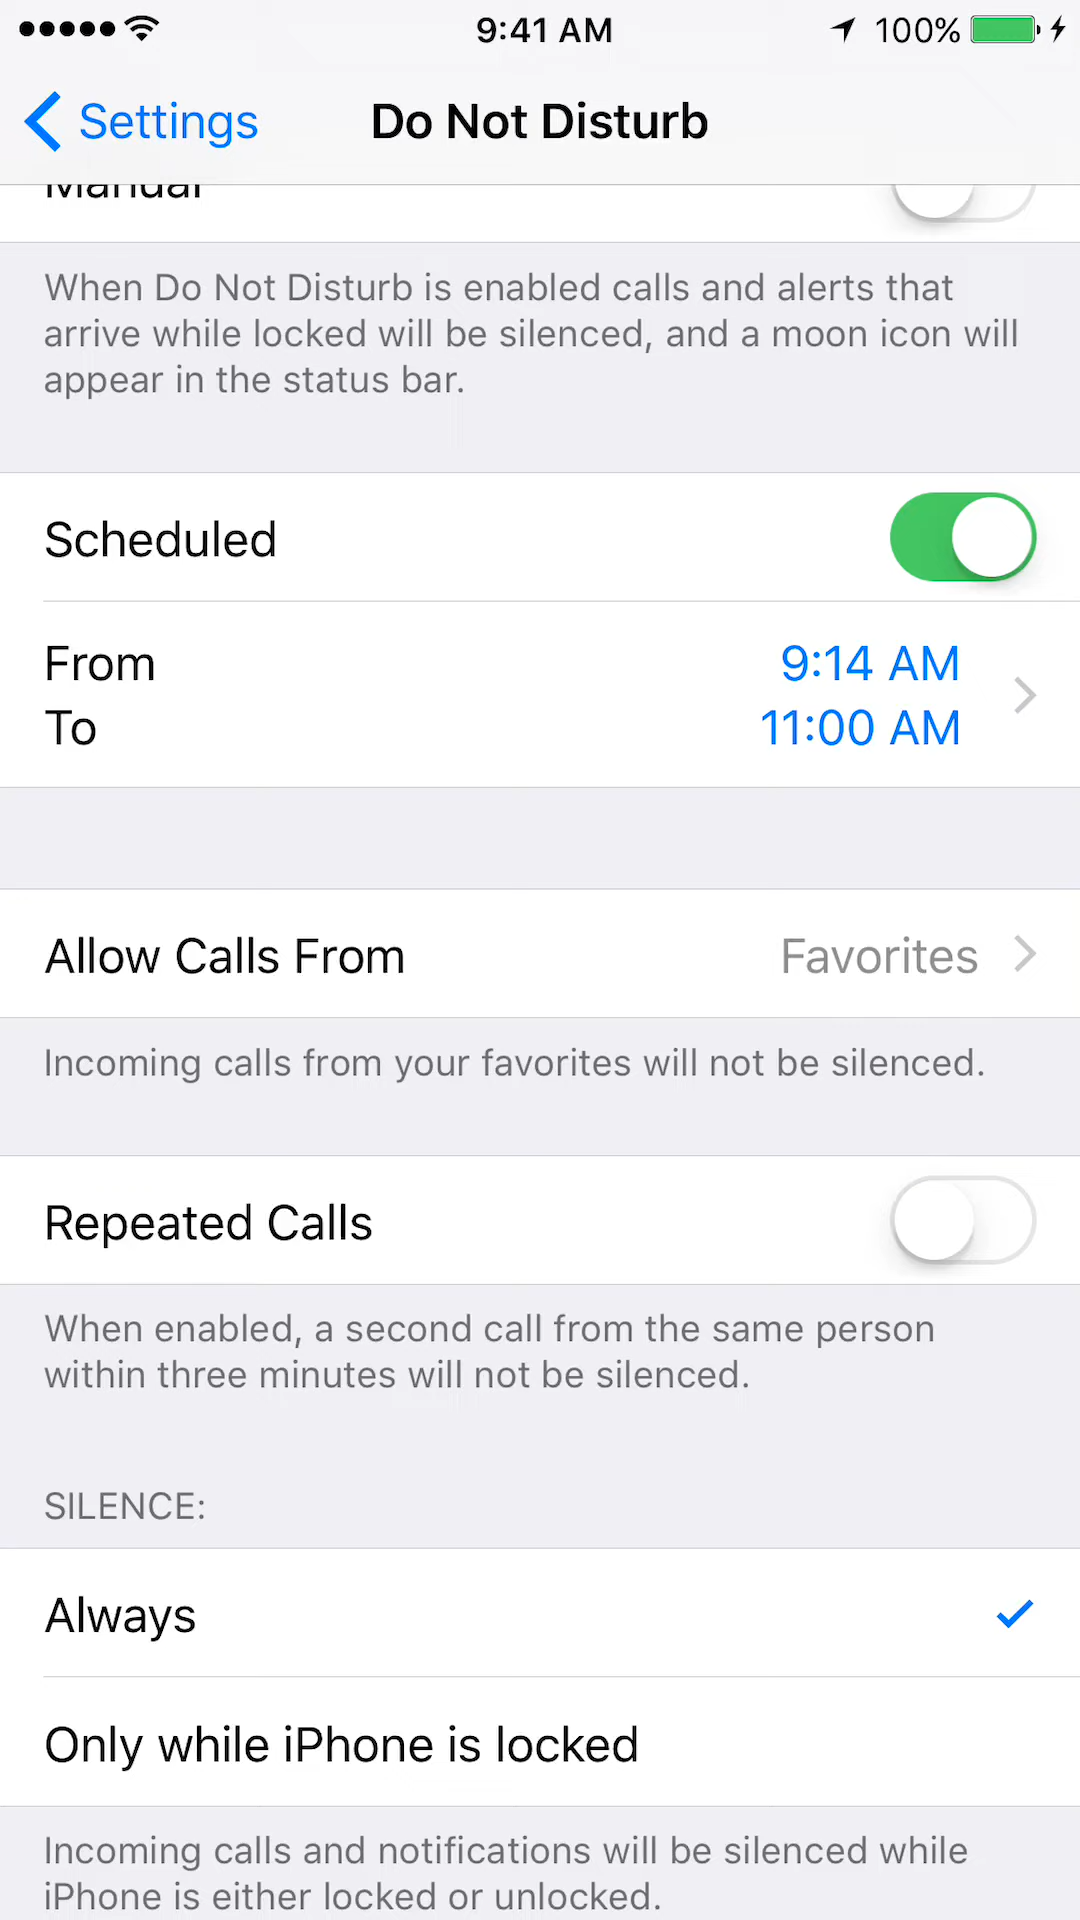 9:41 AM
100%
Settings
Do Not Disturb
Manual
When Do Not Disturb is enabled calls and alerts that
arrive while locked will be silenced, and a moon icon will
appear in the status bar.
Scheduled
From 9:14 AM
To 11:00 AM
Allow Calls From Favorites
Incoming calls from your favorites will not be silenced.
Repeated Calls
When enabled, a second call from the same person
within three minutes will not be silenced.
SILENCE:
Always
Only while iPhone is locked
Incoming calls and notifications will be silenced while
iPhone is either locked or unlocked.